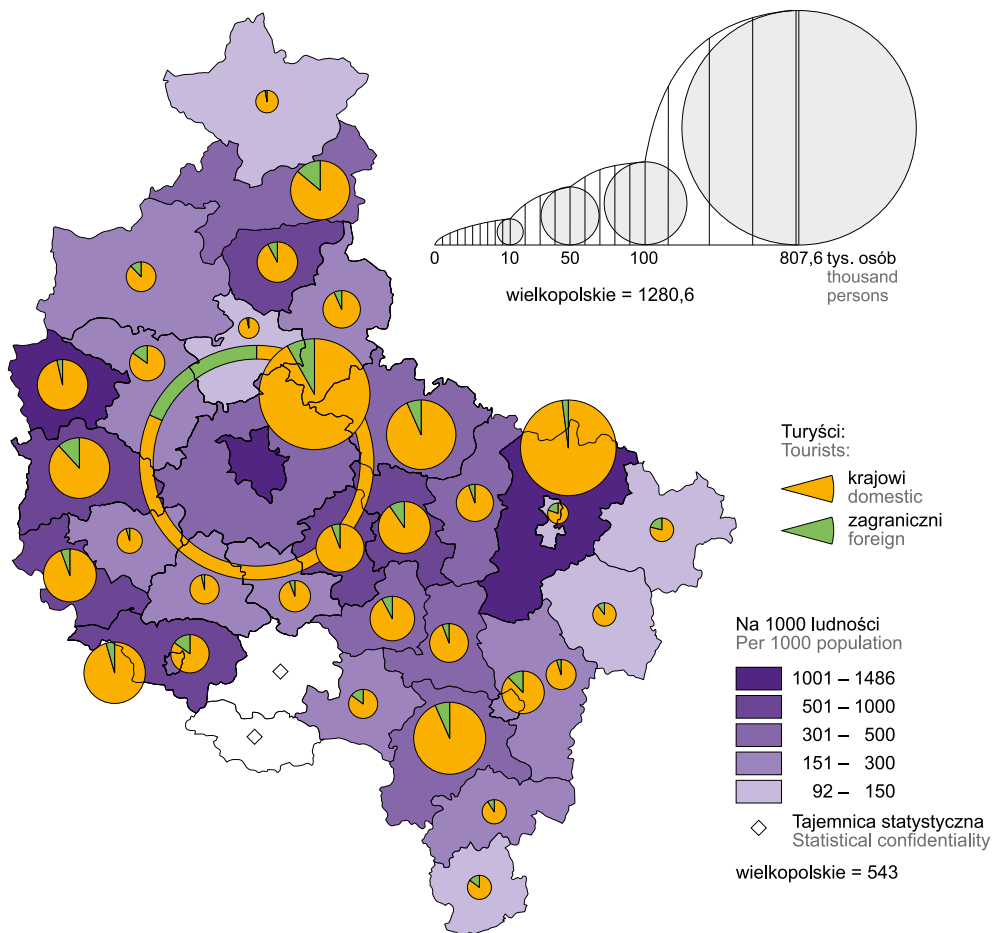 0 10 50 100 807,6 tys. osób
thousand
persons
wielkopolskie = 1280,6
Turyści:
Tourists:
krajowi
domestic
zagraniczni
foreign
Na 1000 ludności
Per 1000 population
1001 – 1486
501 – 1000
301 – 500
151 – 300
92 – 150
Tajemnica statystyczna
Statistical confidentiality
wielkopolskie = 543